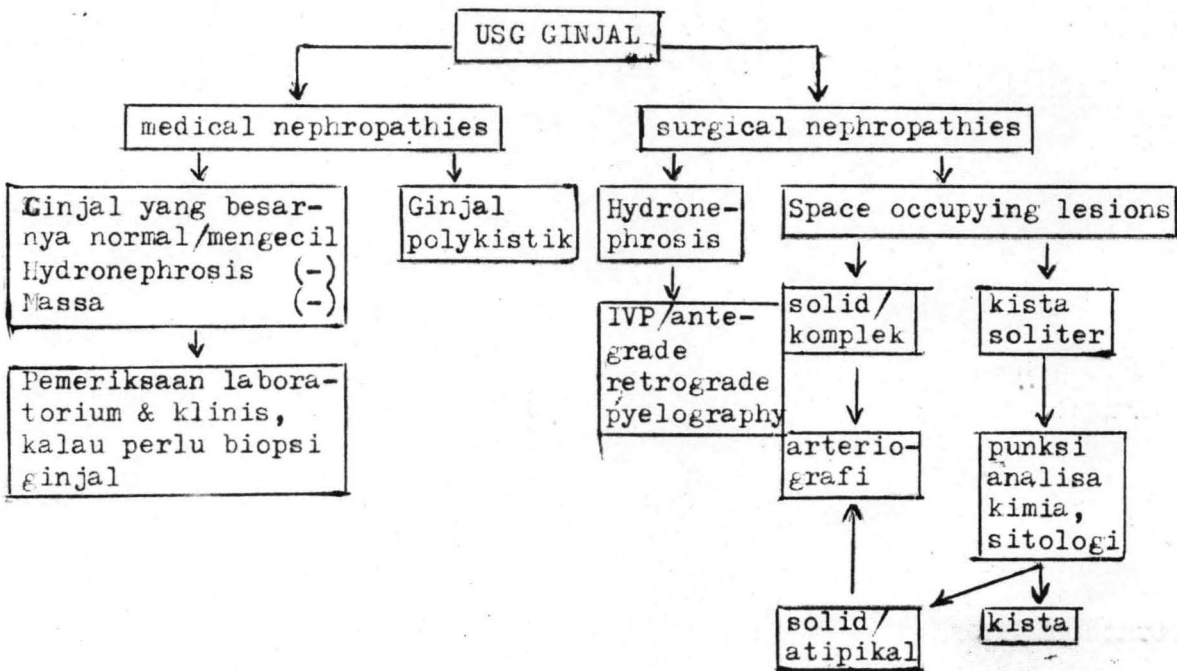 USG GINJAL
medical nephropathies
surgical nephropathies
Ginjal yang besar-
nya normal/mengecil
Hydronephrosis (-)
Massa (-)
Ginjal
polykistik
Hydrone-
phrosis
Space occupying lesions
Pemeriksaan labora-
torium & klinis,
kalau perlu biopsi
ginjal
IVP/ante-
grade
retrograde
pyelography
solid/
komplek
kista
soliter
arterio-
grafi
punksi
analisa
kimia,
sitologi
solid/
atipikal
kista